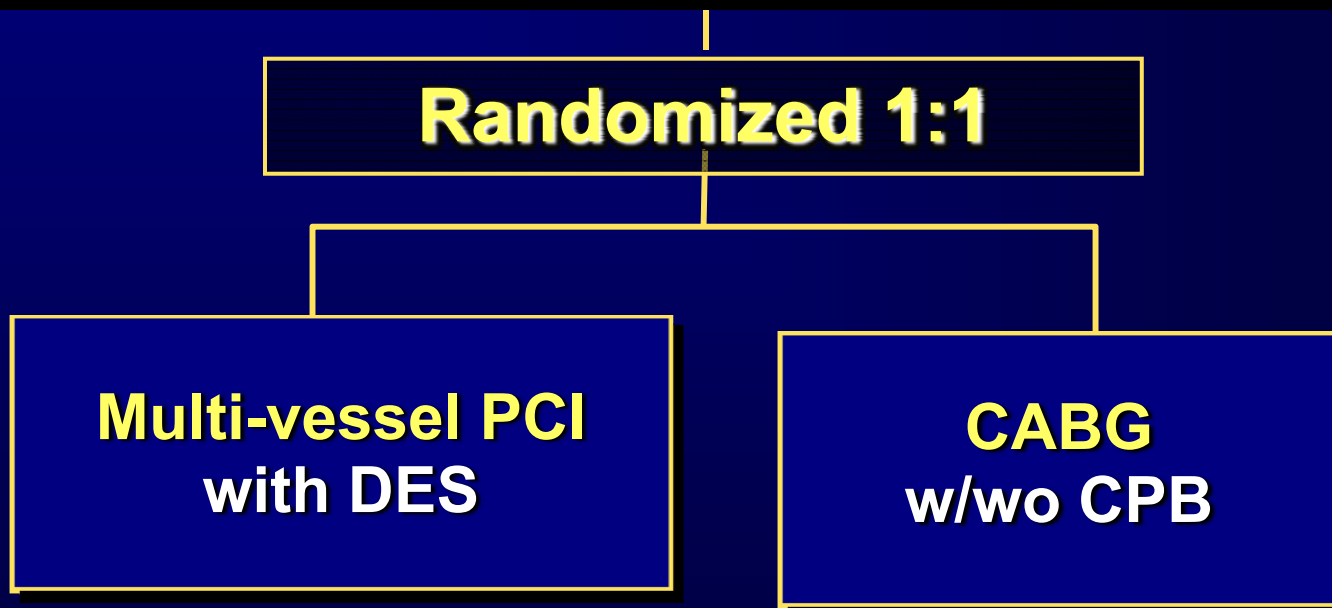 Randomized 1:1
Multi-vessel PCI
with DES
CABG
w/wo CPB